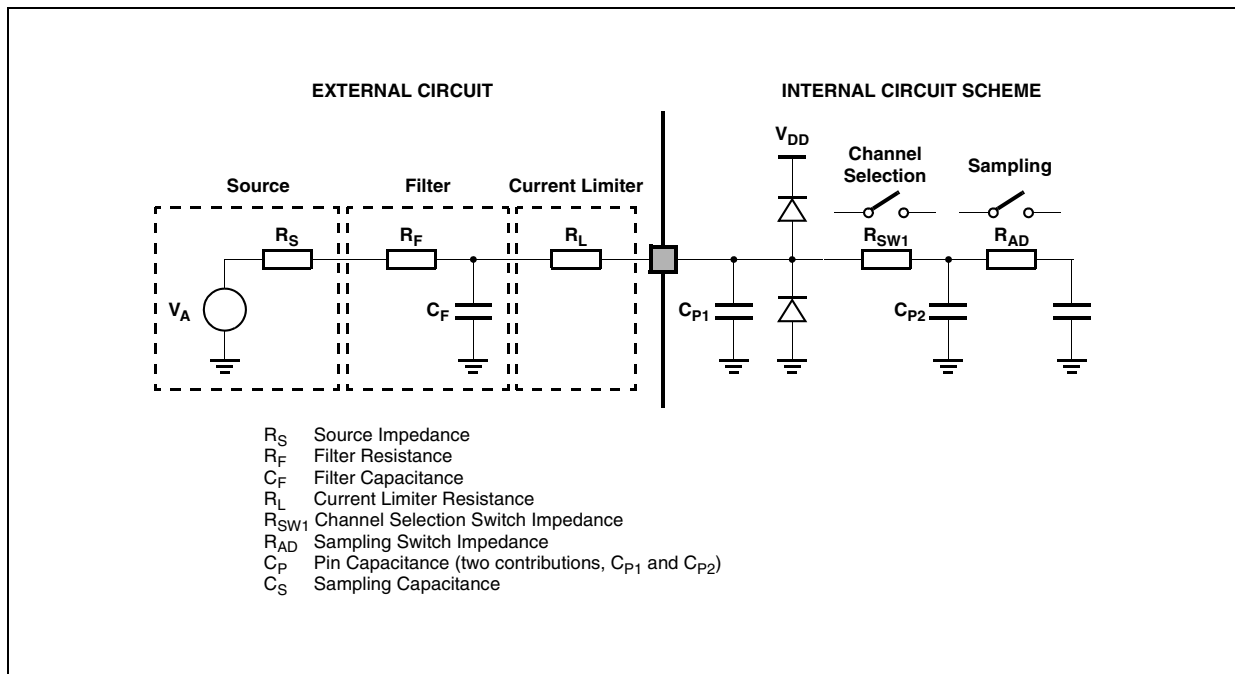 EXTERNAL CIRCUIT
INTERNAL CIRCUIT SCHEME
VDD
Channel
Selection
Sampling
Source
Filter
Current Limiter
RS
RF
RL
RSW1
RAD
VA
CF
CP1
CP2
RS Source Impedance
RF Filter Resistance
CF Filter Capacitance
RL Current Limiter Resistance
RSW1 Channel Selection Switch Impedance
RAD Sampling Switch Impedance
CP Pin Capacitance (two contributions, CP1 and CP2)
CS Sampling Capacitance